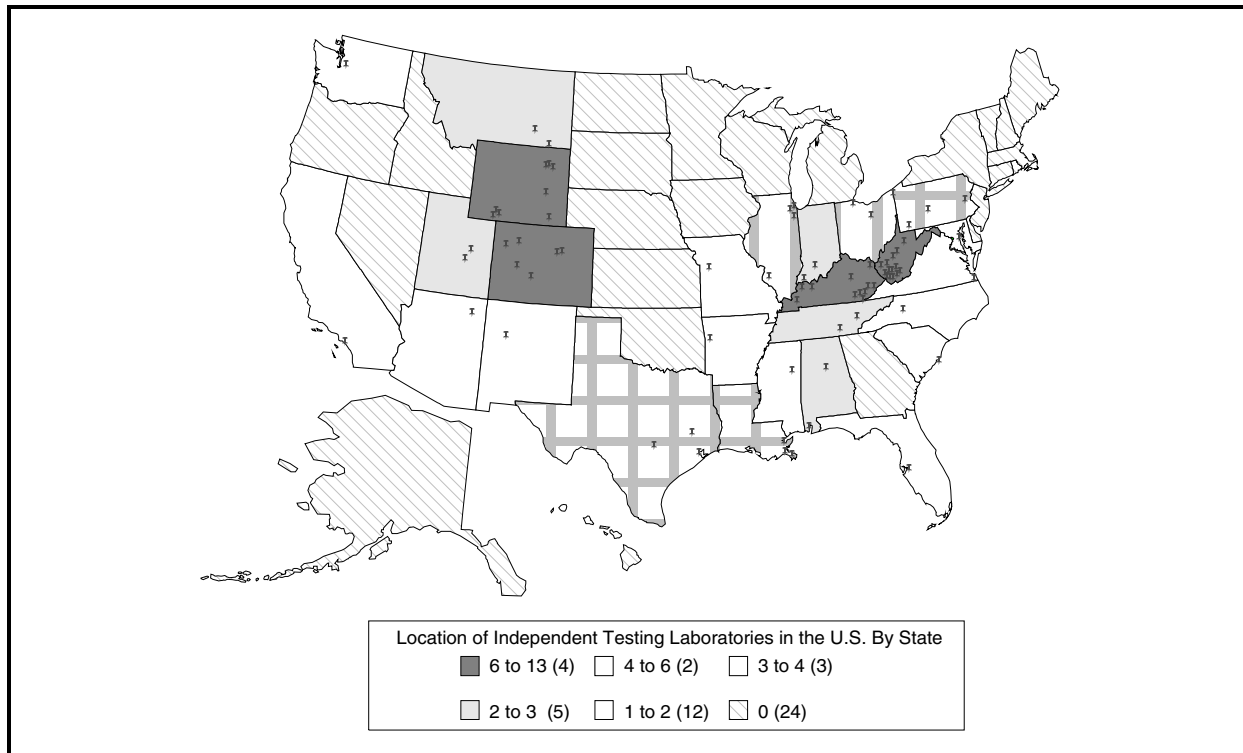 Location of Independent Testing Laboratories in the U.S. By State
6 to 13 (4) 4 to 6 (2) 3 to 4 (3)
2 to 3 (5) 1 to 2 (12) 0 (24)